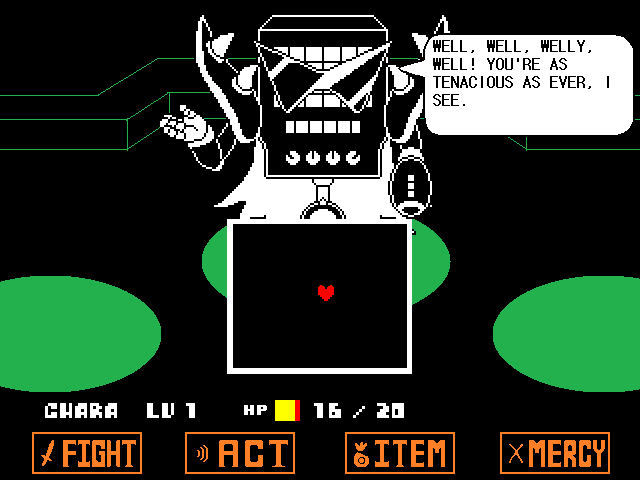 WELL, WELL, WELLY,
WELL! YOU'RE AS
TENACIOUS AS EVER, I
SEE.
CHARA LV 1 HP 16 / 20
FIGHT ACT ITEM MERCY